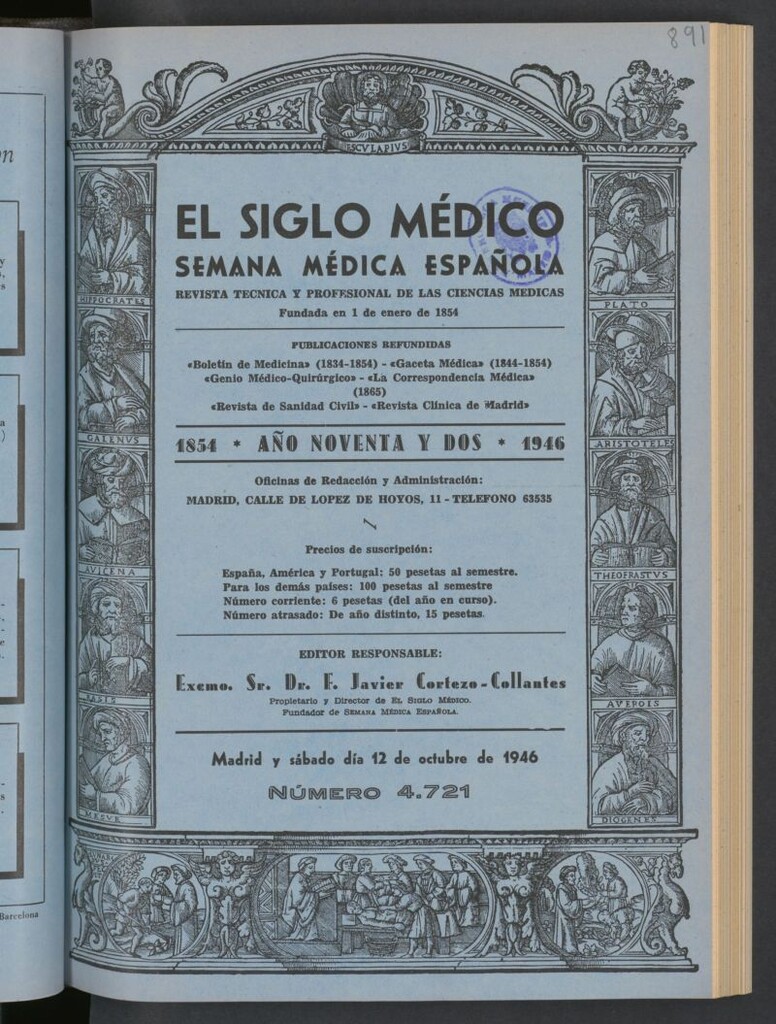 891
ESCVLAPIVS
EL SIGLO MÉDICO
SEMANA MÉDICA ESPAÑOLA
REVISTA TECNICA Y PROFESIONAL DE LAS CIENCIAS MEDICAS
Fundada en 1 de enero de 1854
PUBLICACIONES REFUNDIDAS
«Boletín de Medicina» (1834-1854) - «Gaceta Médica» (1844-1854)
«Genio Médico-Quirúrgico» - «La Correspondencia Médica»
(1865)
«Revista de Sanidad Civil» - «Revista Clínica de Madrid»
1854 * AÑO NOVENTA Y DOS * 1946
Oficinas de Redacción y Administración:
MADRID, CALLE DE LOPEZ DE HOYOS, 11 - TELEFONO 63535
Precios de suscripción:
España, América y Portugal: 50 pesetas al semestre.
Para los demás países: 100 pesetas al semestre
Número corriente: 6 pesetas (del año en curso).
Número atrasado: De año distinto, 15 pesetas.
EDITOR RESPONSABLE:
Excmo. Sr. Dr. F. Javier Cortezo-Collantes
Propietario y Director de EL SIGLO MÉDICO.
Fundador de SEMANA MÉDICA ESPAÑOLA.
Madrid y sábado día 12 de octubre de 1946
NÚMERO 4.721
HIPPOCRATES
GALENVS
AVICENA
RASIS
MESVE
PLATO
ARISTOTELES
THEOFRASTVS
AVEROIS
DIOGENES
Barcelona